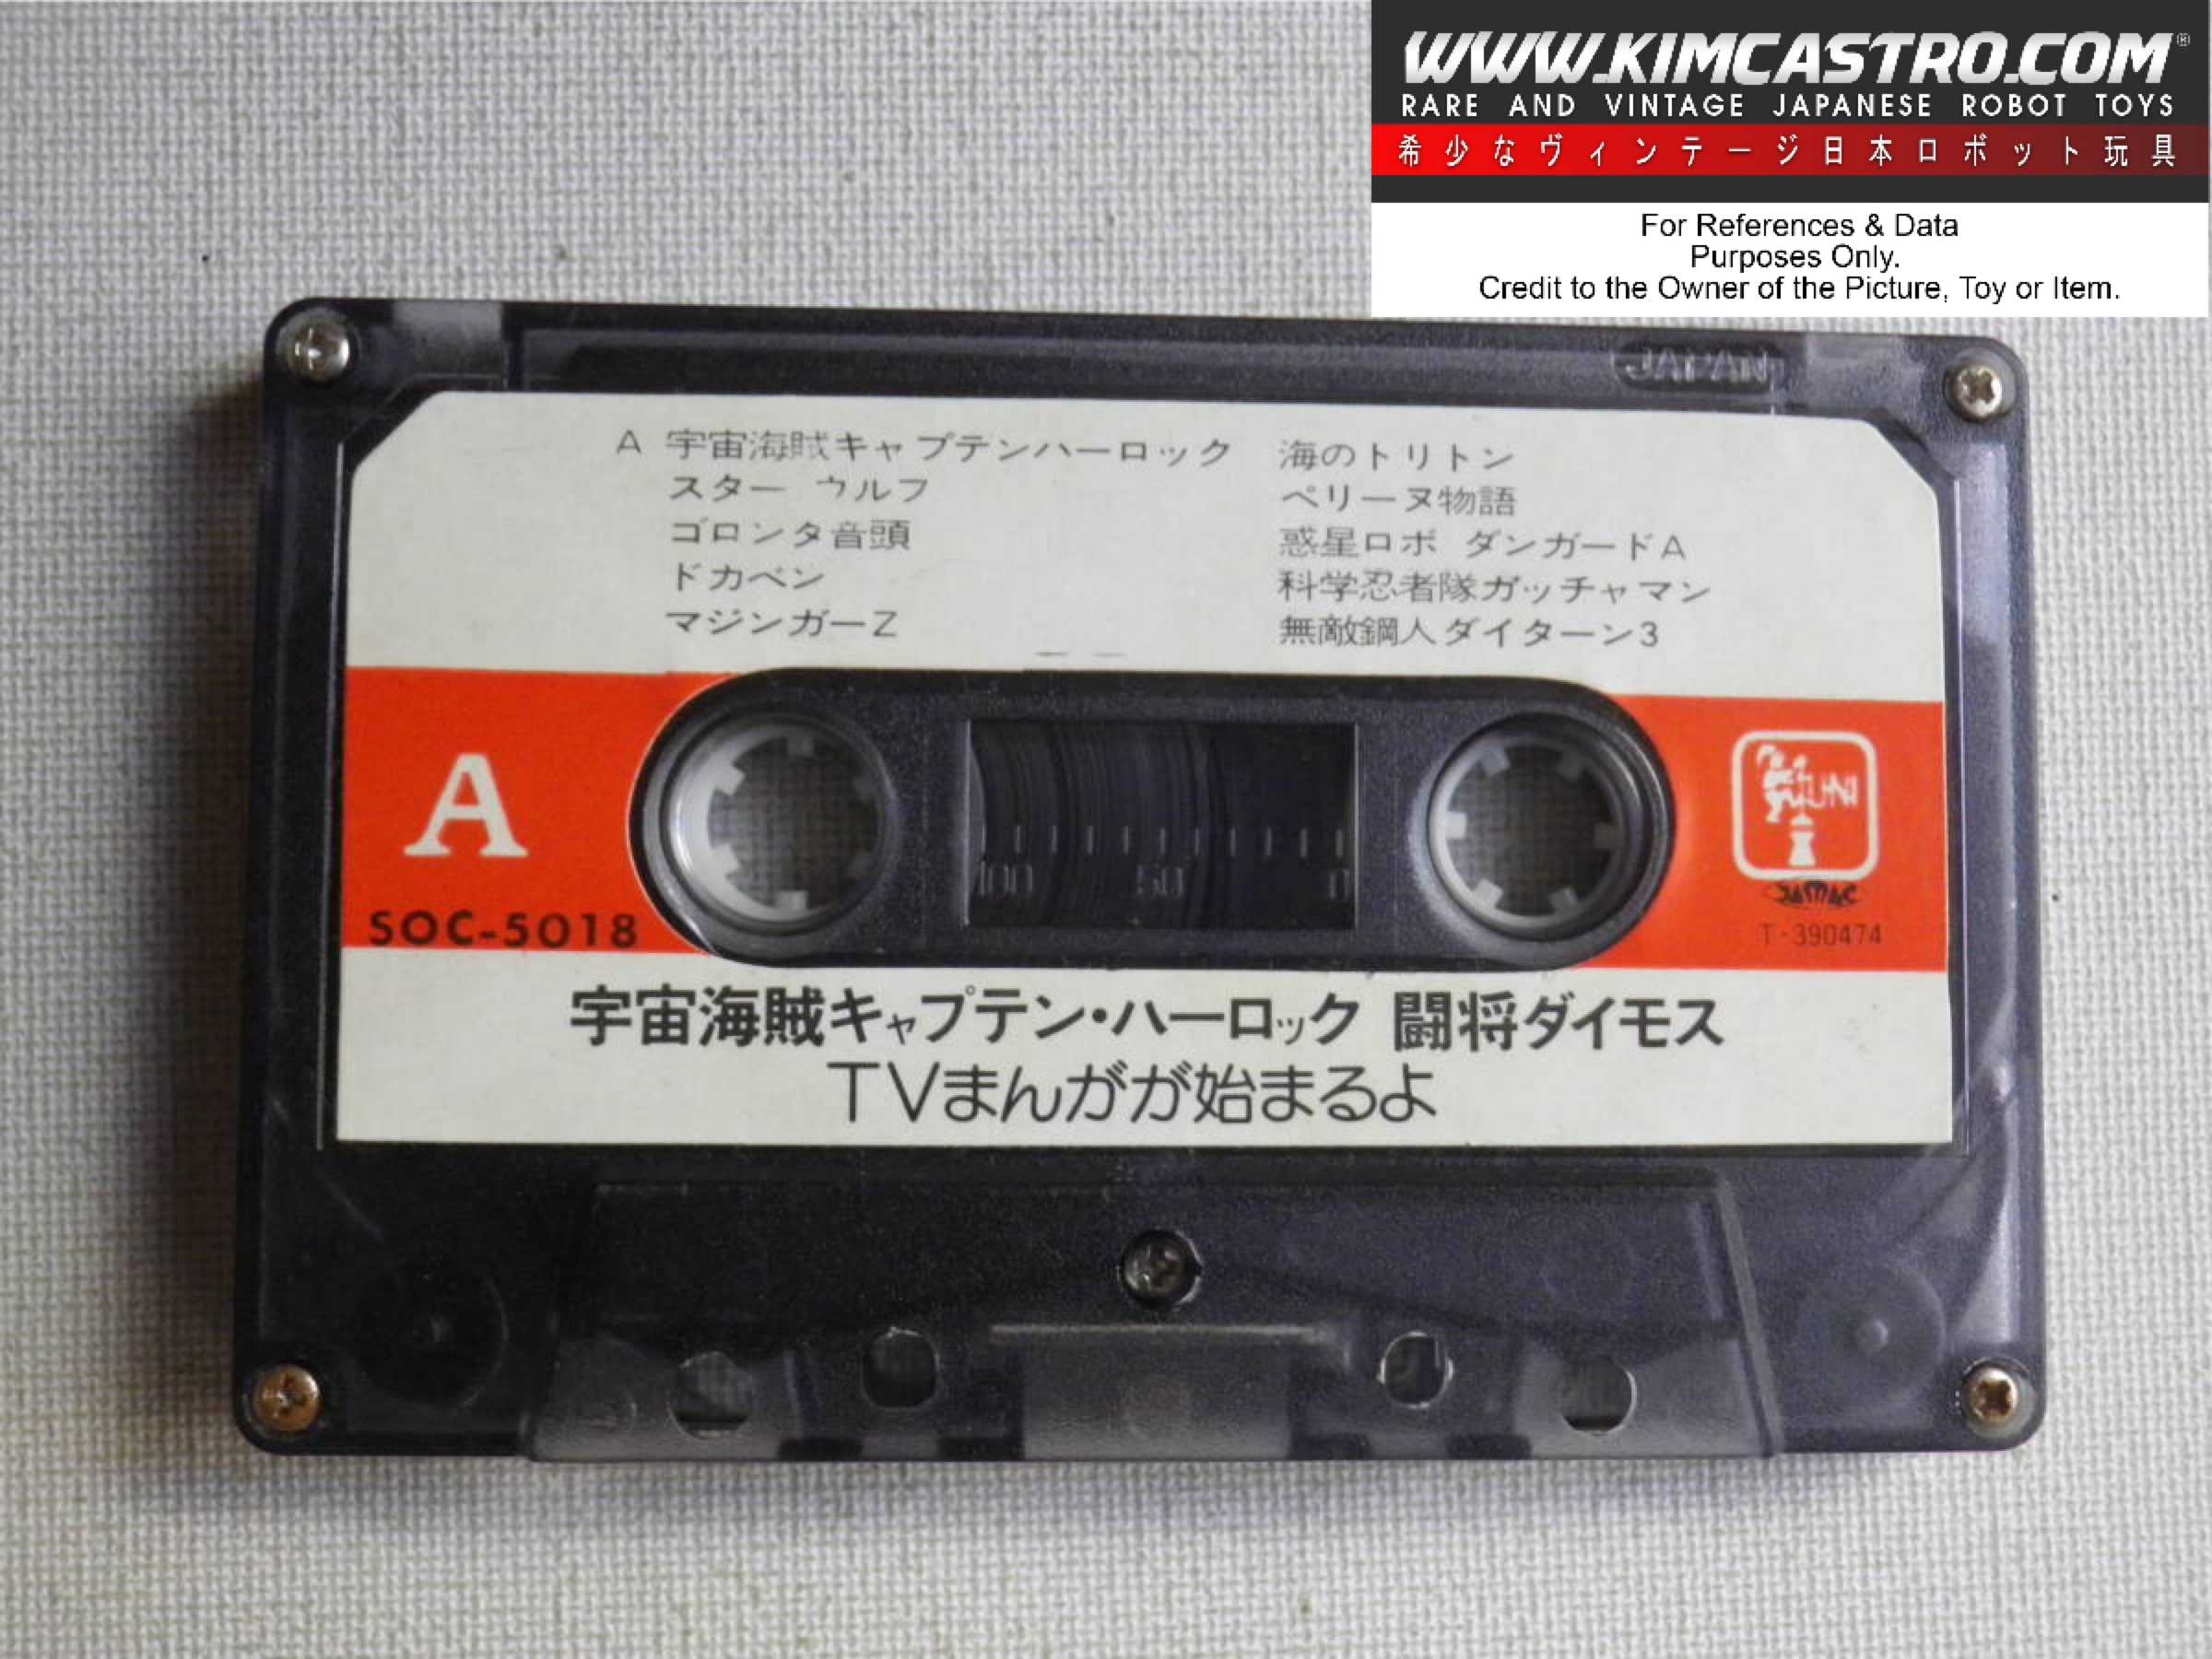 WWW.KIMCASTRO.COM®
RARE AND VINTAGE JAPANESE ROBOT TOYS
希少なヴィンテージ日本ロボット玩具
For References & Data
Purposes Only.
Credit to the Owner of the Picture, Toy or Item.
JAPAN
A 宇宙海賊キャプテンハーロック
スター ウルフ
ゴロンタ音頭
ドカベン
マジンガーZ
海のトリトン
ペリーヌ物語
惑星ロボ ダンガードA
科学忍者隊ガッチャマン
無敵鋼人ダイターン3
A
SOC-5018
100 50 0
UNI
JAMAC
T-390474
宇宙海賊キャプテン・ハーロック 闘将ダイモス
TVまんがが始まるよ